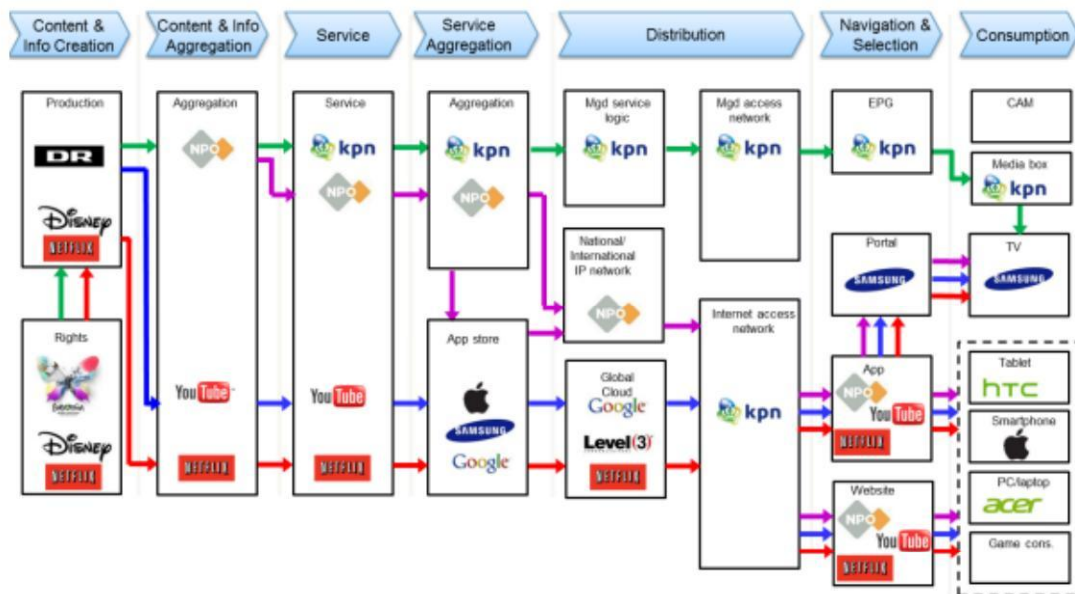 Content &
Info Creation
Content & Info
Aggregation
Service
Service
Aggregation
Distribution
Navigation &
Selection
Consumption
Production
DR
Disney
NETFLIX
Rights
Eurovision
Disney
NETFLIX
Aggregation
NPO
YouTube
NETFLIX
Service
kpn
NPO
YouTube
NETFLIX
Aggregation
kpn
NPO
App store
SAMSUNG
Google
Mgd service
logic
kpn
National/
International
IP network
NPO
Global
Cloud
Google
Level(3)
NETFLIX
Mgd access
network
kpn
Internet access
network
kpn
EPG
kpn
Portal
SAMSUNG
App
NPO
YouTube
NETFLIX
Website
NPO
YouTube
NETFLIX
CAM
Media box
kpn
TV
SAMSUNG
Tablet
hTC
Smartphone
PC/laptop
acer
Game cons.